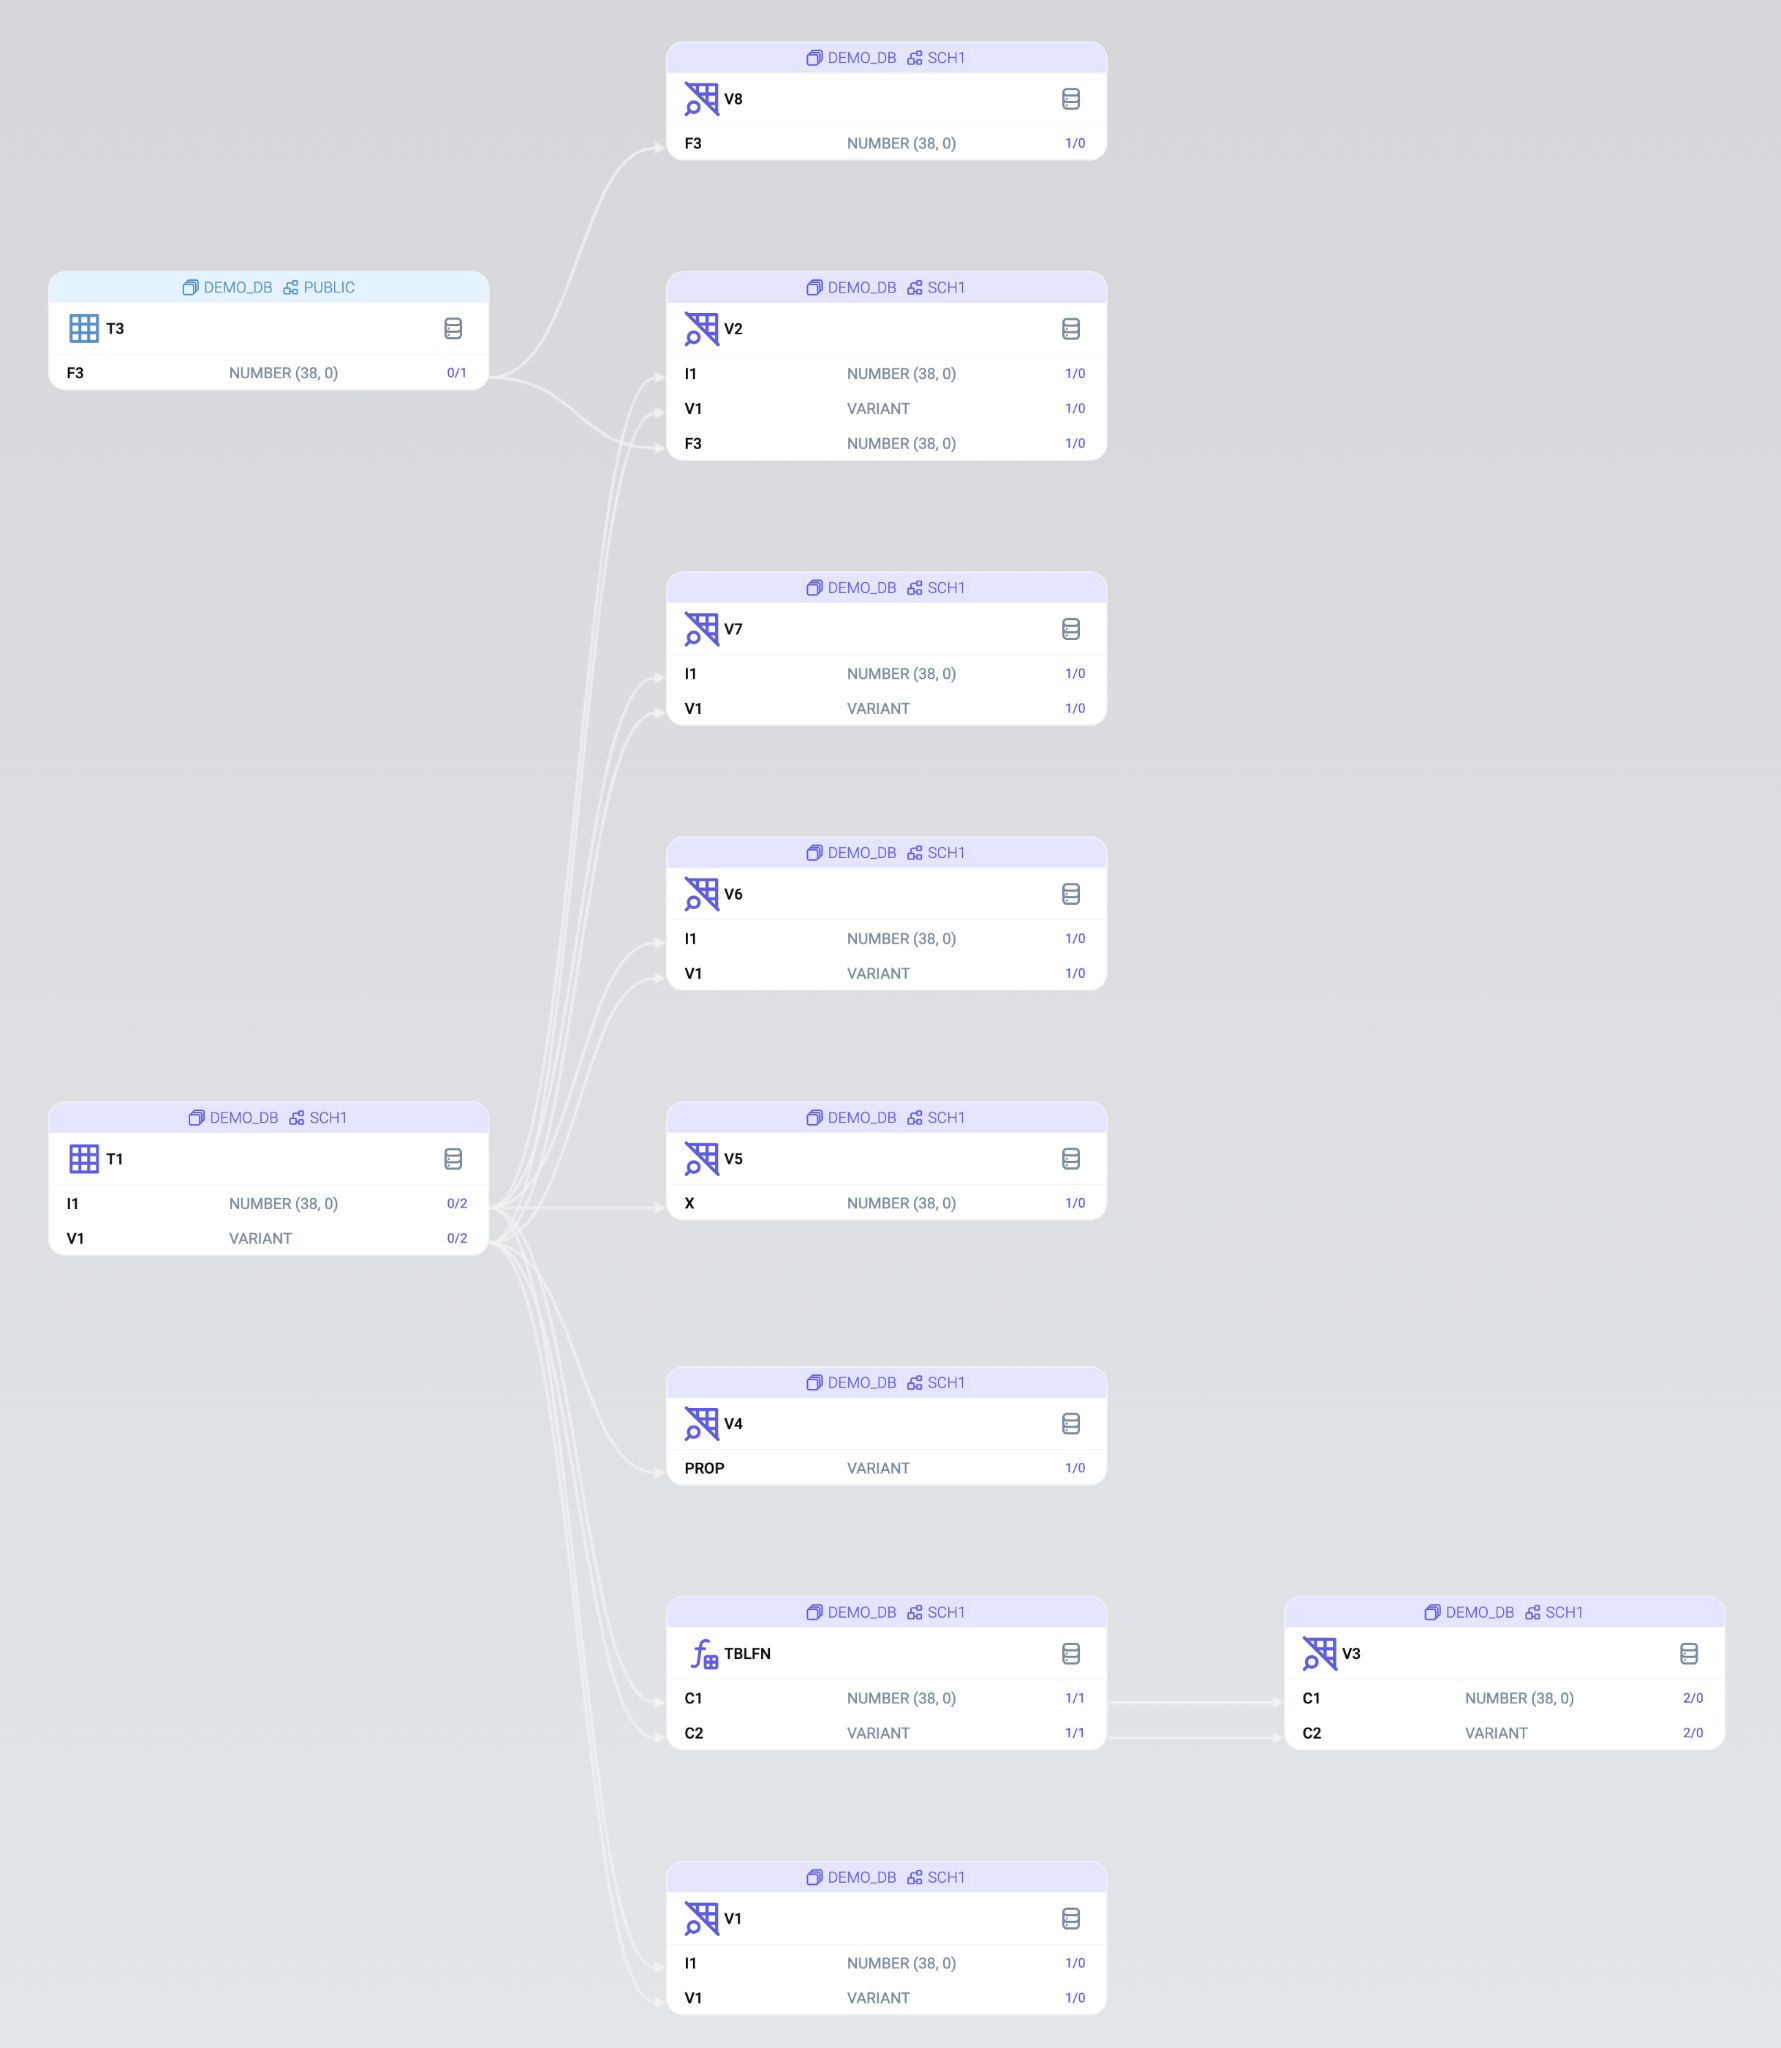 DEMO_DB SCH1
V8
F3 NUMBER (38, 0) 1/0
DEMO_DB PUBLIC
T3
F3 NUMBER (38, 0) 0/1
DEMO_DB SCH1
V2
I1 NUMBER (38, 0) 1/0
V1 VARIANT 1/0
F3 NUMBER (38, 0) 1/0
DEMO_DB SCH1
V7
I1 NUMBER (38, 0) 1/0
V1 VARIANT 1/0
DEMO_DB SCH1
V6
I1 NUMBER (38, 0) 1/0
V1 VARIANT 1/0
DEMO_DB SCH1
T1
I1 NUMBER (38, 0) 0/2
V1 VARIANT 0/2
DEMO_DB SCH1
V5
X NUMBER (38, 0) 1/0
DEMO_DB SCH1
V4
PROP VARIANT 1/0
DEMO_DB SCH1
TBLFN
C1 NUMBER (38, 0) 1/1
C2 VARIANT 1/1
DEMO_DB SCH1
V3
C1 NUMBER (38, 0) 2/0
C2 VARIANT 2/0
DEMO_DB SCH1
V1
I1 NUMBER (38, 0) 1/0
V1 VARIANT 1/0